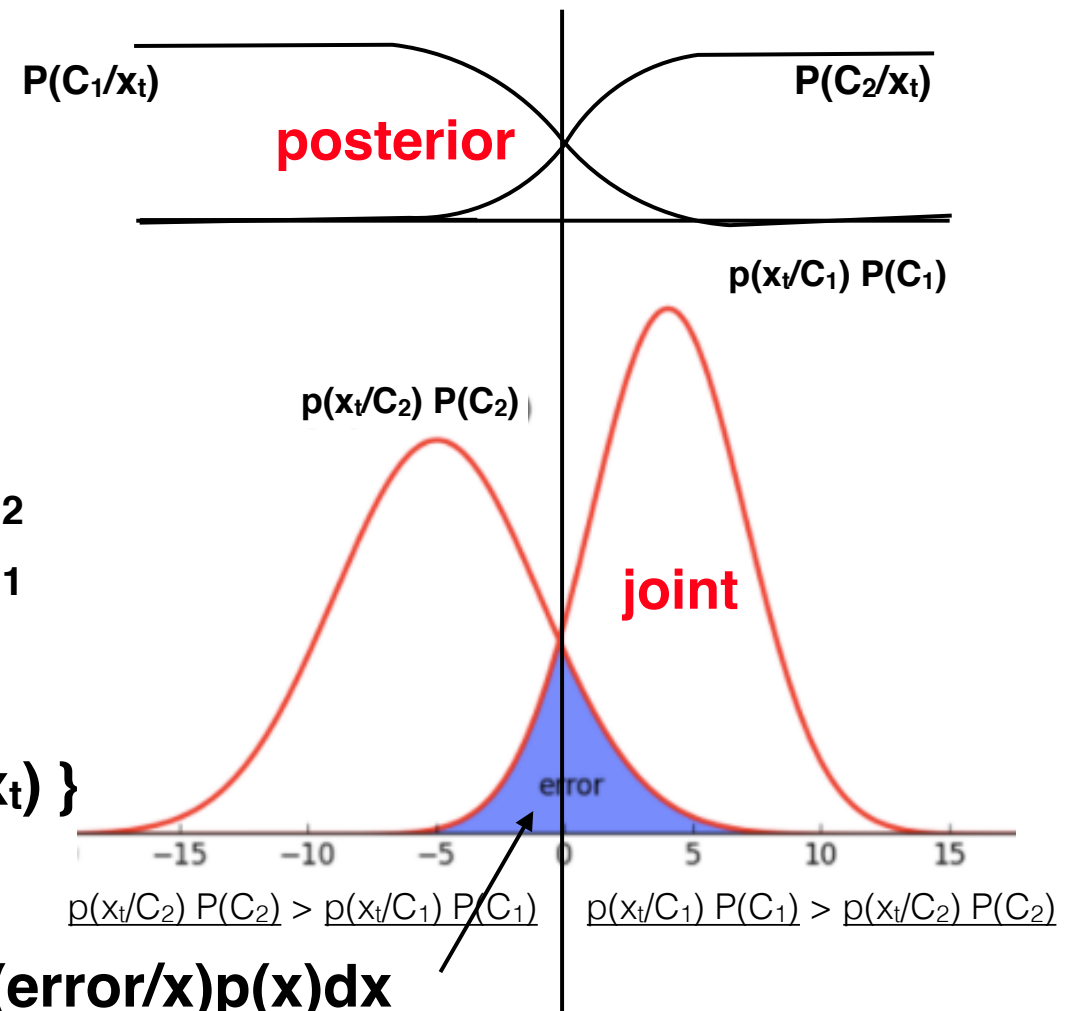 P(C₁/xₜ)
P(C₂/xₜ)
posterior
p(xₜ/C₁) P(C₁)
p(xₜ/C₂) P(C₂)
2
1
joint
xₜ) }
error
−15 −10 −5 0 5 10 15
p(xₜ/C₂) P(C₂) > p(xₜ/C₁) P(C₁)
p(xₜ/C₁) P(C₁) > p(xₜ/C₂) P(C₂)
(error/x)p(x)dx